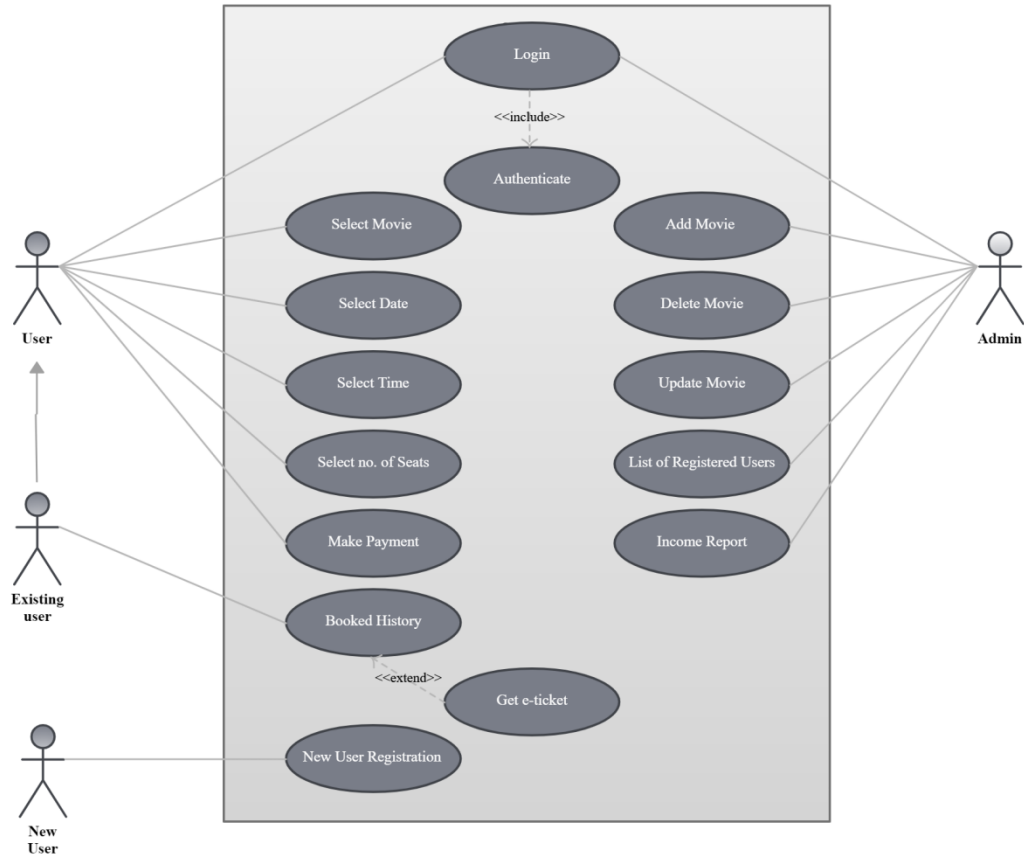 Login
<<include>>
Authenticate
Select Movie
Add Movie
Select Date
Delete Movie
User
Admin
Select Time
Update Movie
Select no. of Seats
List of Registered Users
Make Payment
Income Report
Existing
user
Booked History
<<extend>>
Get e-ticket
New User Registration
New
User